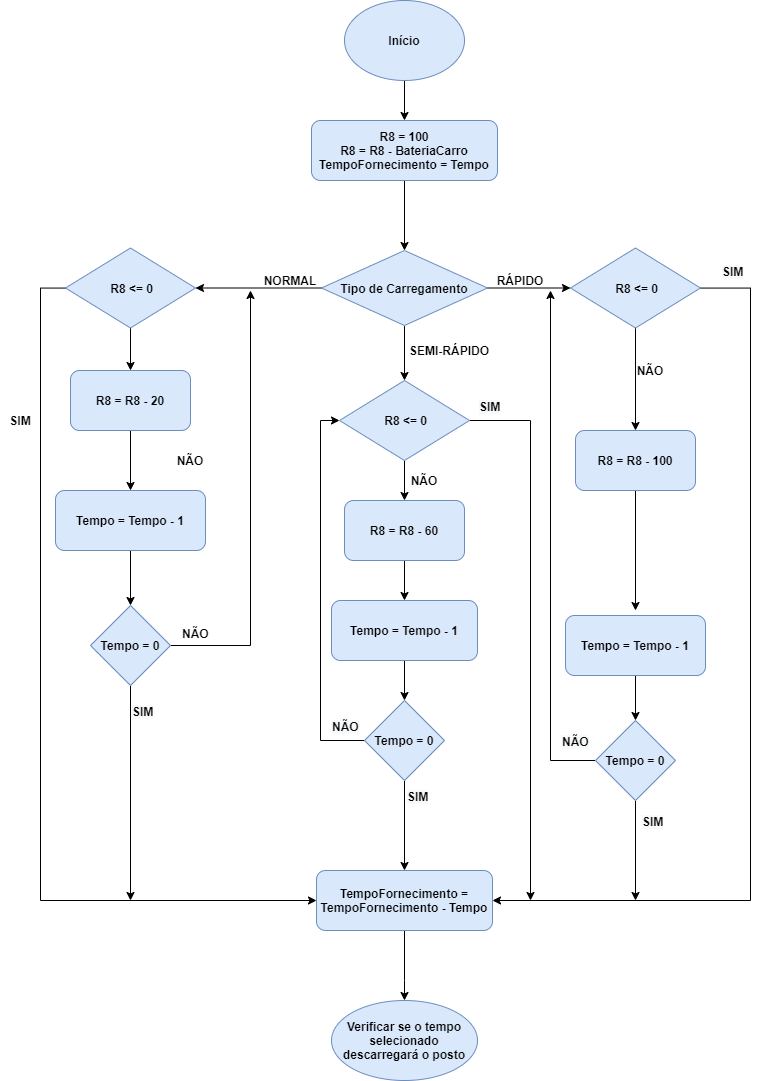 Início
R8 = 100
R8 = R8 - BateriaCarro
TempoFornecimento = Tempo
Tipo de Carregamento
NORMAL
RÁPIDO
SEMI-RÁPIDO
R8 <= 0
SIM
R8 = R8 - 20
NÃO
Tempo = Tempo - 1
Tempo = 0
NÃO
SIM
R8 <= 0
SIM
NÃO
R8 = R8 - 60
Tempo = Tempo - 1
Tempo = 0
NÃO
SIM
R8 <= 0
SIM
NÃO
R8 = R8 - 100
Tempo = Tempo - 1
Tempo = 0
NÃO
SIM
TempoFornecimento =
TempoFornecimento - Tempo
Verificar se o tempo
selecionado
descarregará o posto